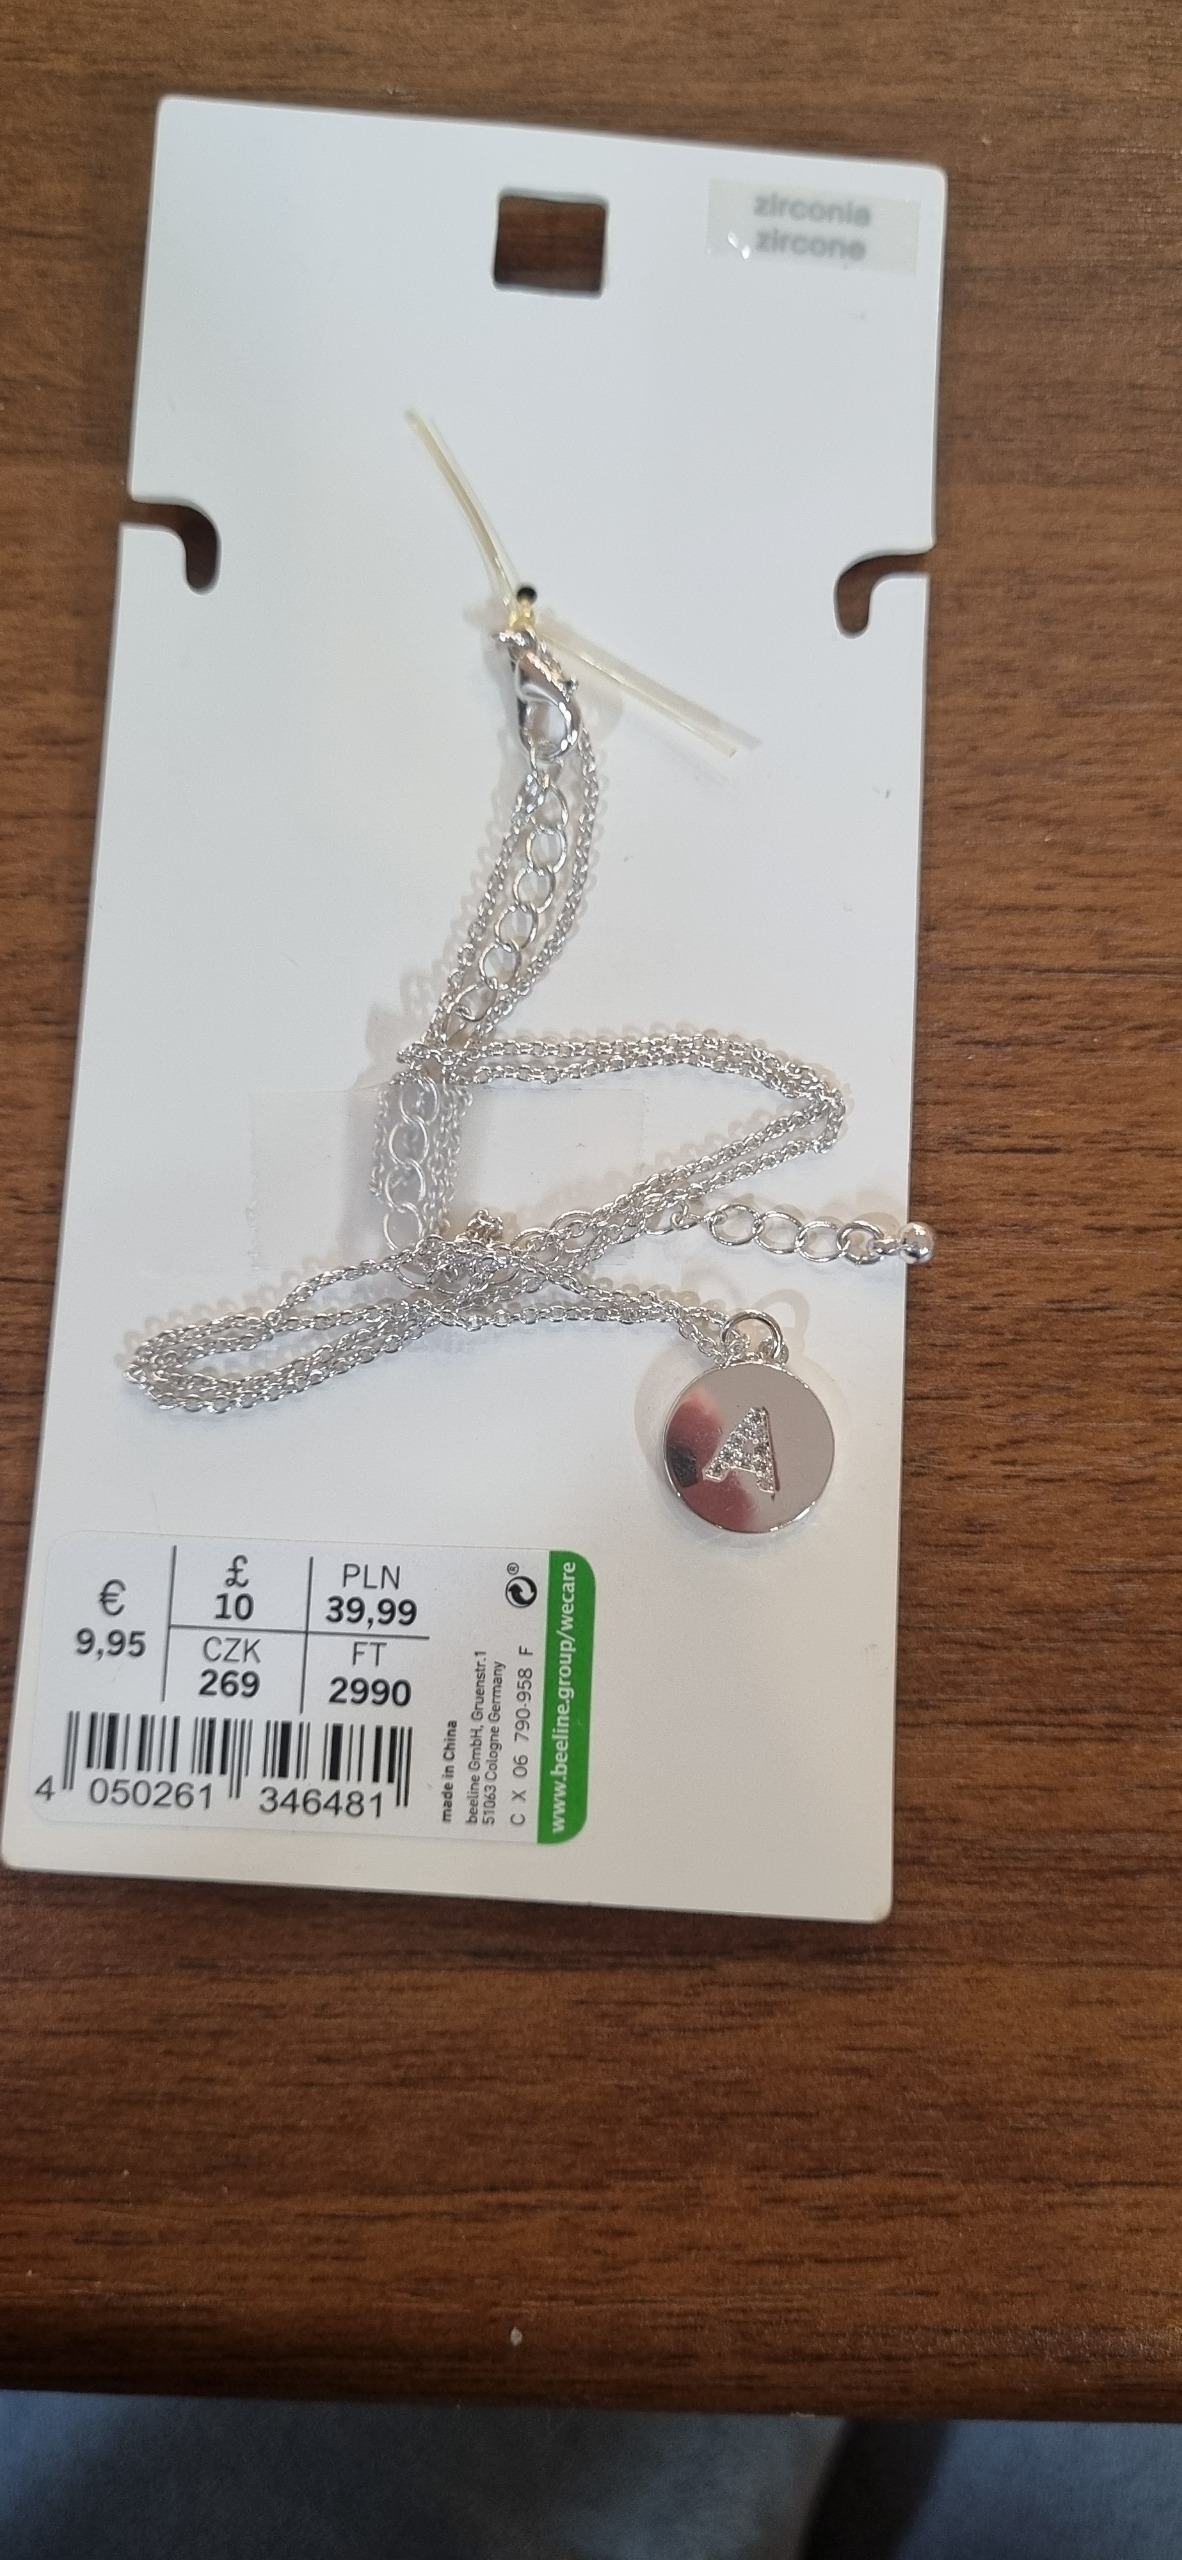 zirconia
zircone
A
€
9,95
£
10
PLN
39,99
CZK
269
FT
2990
4 050261 346481
made in China
beeline GmbH, Gruenstr.1
51063 Cologne Germany
C X 06 790-958 F
www.beeline.group/wecare